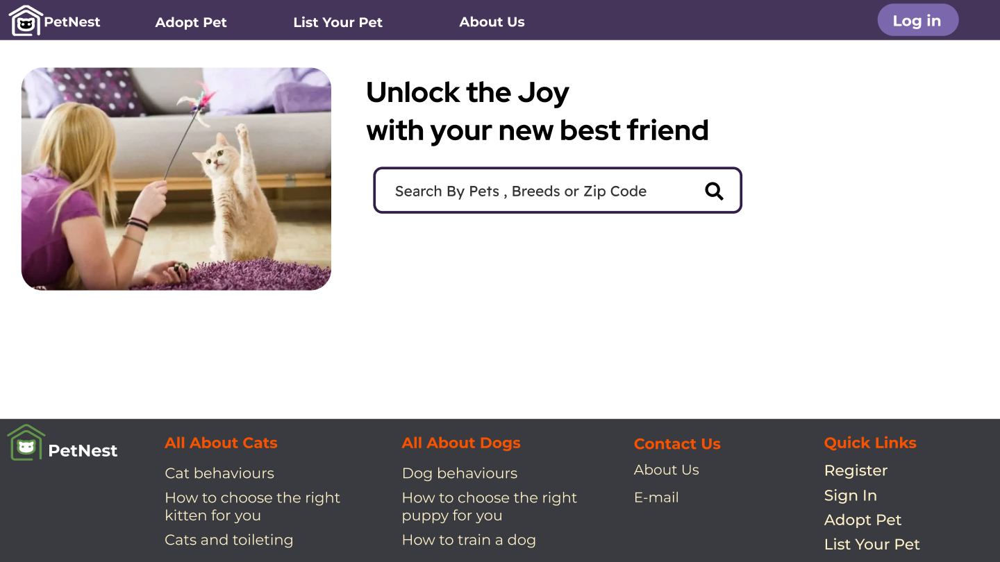 PetNest
Adopt Pet
List Your Pet
About Us
Log in
Unlock the Joy
with your new best friend
Search By Pets , Breeds or Zip Code
PetNest
All About Cats
Cat behaviours
How to choose the right
kitten for you
Cats and toileting
All About Dogs
Dog behaviours
How to choose the right
puppy for you
How to train a dog
Contact Us
About Us
E-mail
Quick Links
Register
Sign In
Adopt Pet
List Your Pet